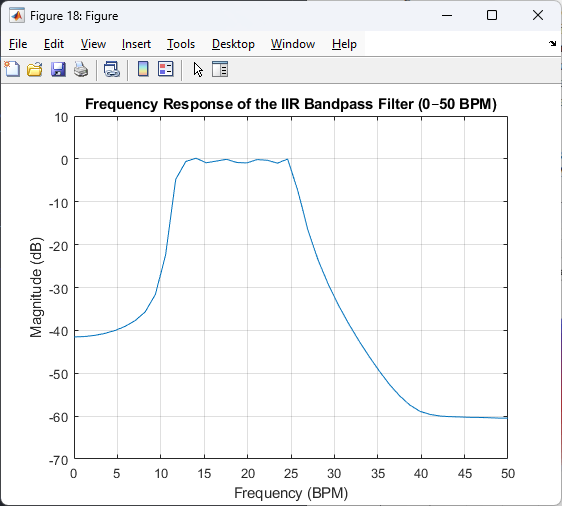 Figure 18: Figure
File Edit View Insert Tools Desktop Window Help
Frequency Response of the IIR Bandpass Filter (0−50 BPM)
10
0
-10
-20
-30
-40
-50
-60
-70
Magnitude (dB)
0 5 10 15 20 25 30 35 40 45 50
Frequency (BPM)